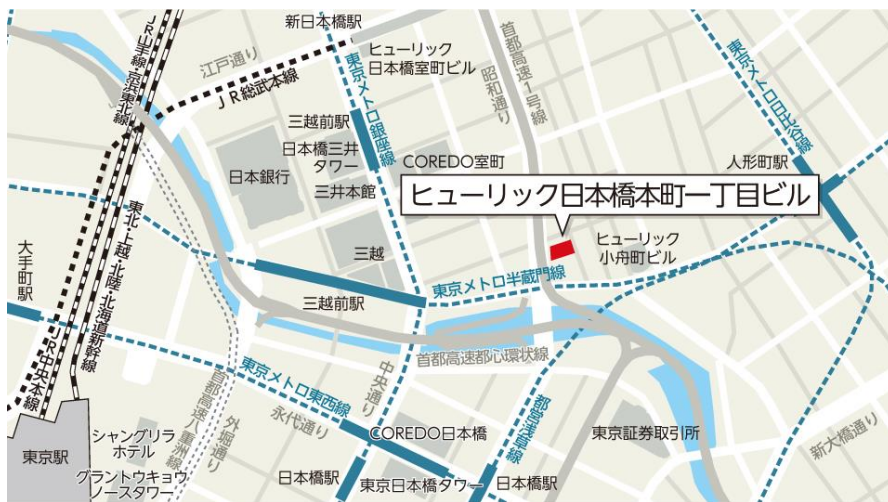 新日本橋駅
ヒューリック
日本橋室町ビル
江戸通り
JR総武本線
JR山手線・京浜東北線
東京メトロ銀座線
昭和通り
首都高速1号線
東京メトロ日比谷線
三越前駅
日本橋三井
タワー
三井本館
日本銀行
COREDO室町
人形町駅
ヒューリック日本橋本町一丁目ビル
ヒューリック
小舟町ビル
三越
東京メトロ半蔵門線
三越前駅
大手町駅
東北・上越・北陸・北海道新幹線
JR中央本線
首都高速都心環状線
中央通り
東京メトロ東西線
永代通り
首都高速八重洲線
外堀通り
都営浅草線
シャングリラ
ホテル
グラントウキョウ
ノースタワー
東京駅
COREDO日本橋
日本橋駅
東京日本橋タワー
日本橋駅
東京証券取引所
新大橋通り